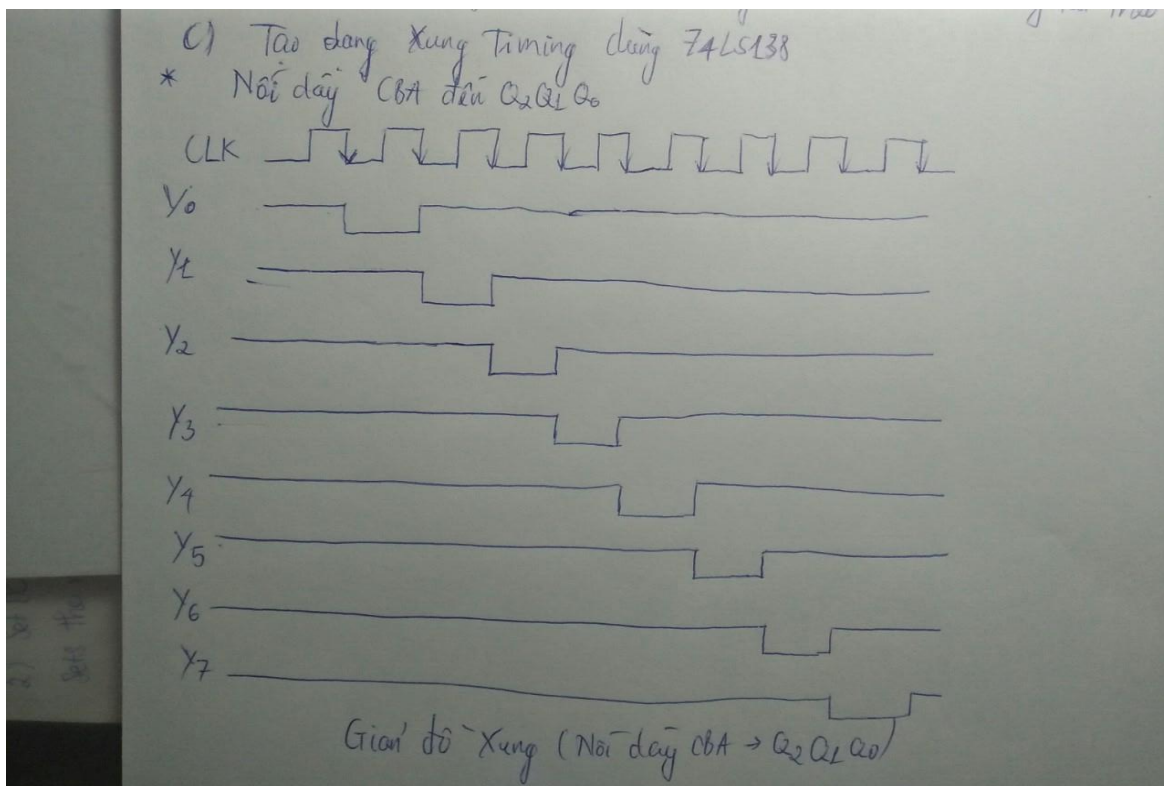 C) Tạo dạng Xung Timing dùng 74LS138
* Nối dây CBA đến Q₂Q₁Q₀
CLK
Y₀
Y₁
Y₂
Y₃
Y₄
Y₅
Y₆
Y₇
Giản đồ Xung (Nối dây CBA → Q₂Q₁Q₀)